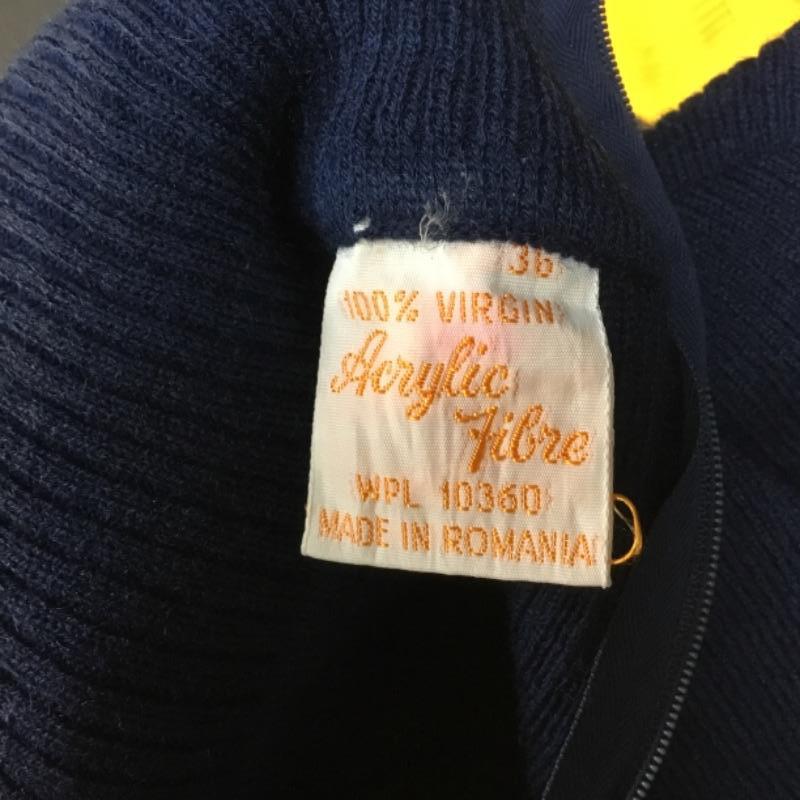 36
100% VIRGIN
Acrylic
Fibre
WPL 10360
MADE IN ROMANIA